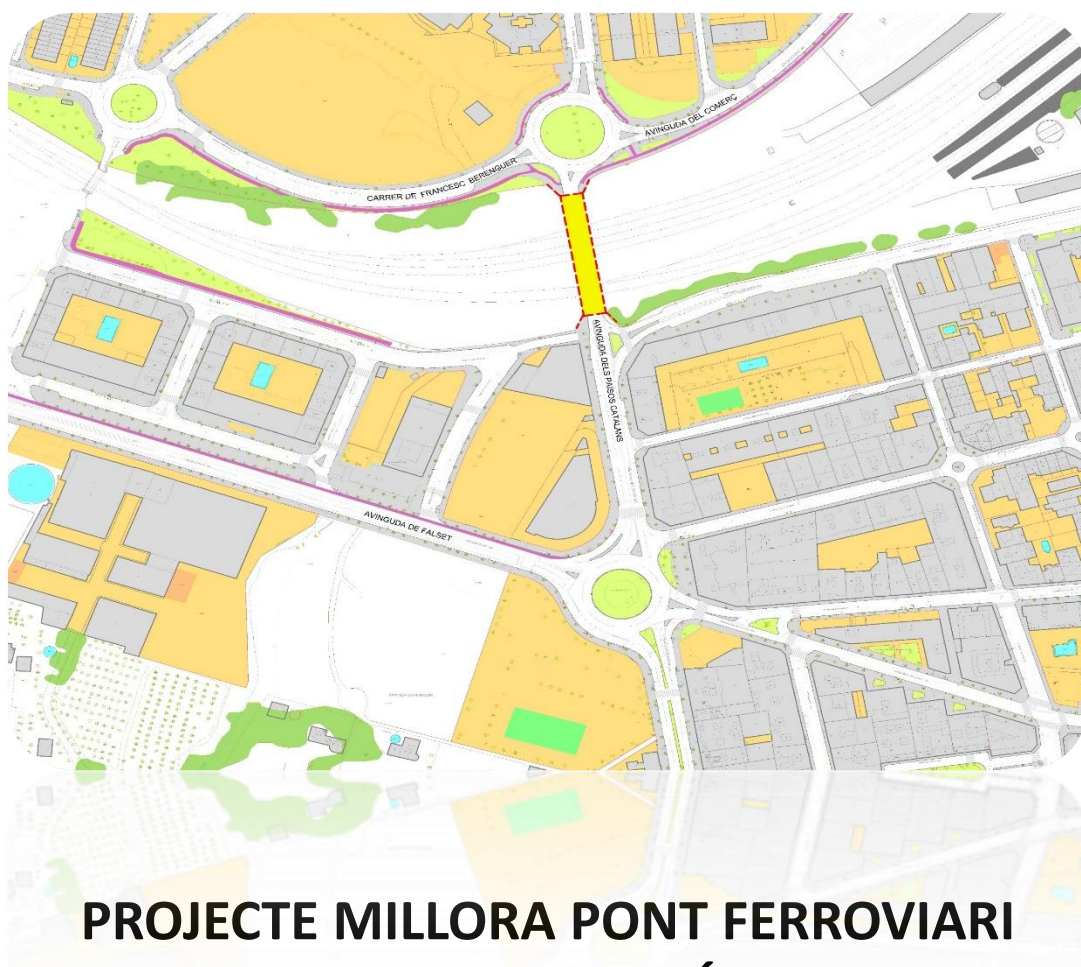 AVINGUDA DEL COMERÇ
CARRER DE FRANCESC BERENGUER
AVINGUDA DELS PAÏSOS CATALANS
AVINGUDA DE FALSET
PROJECTE MILLORA PONT FERROVIARI